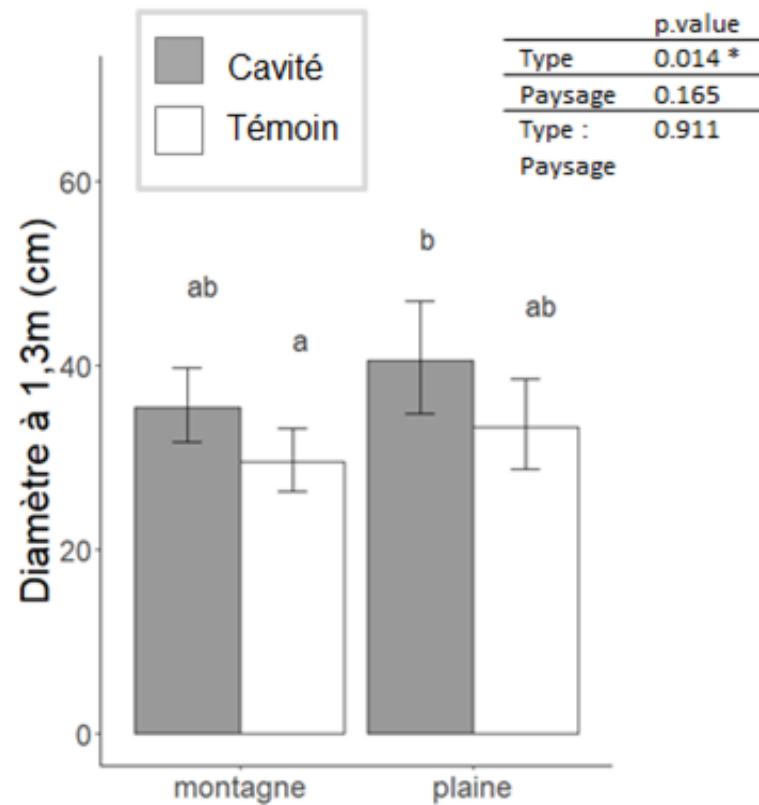 Cavité
Témoin
p.value
Type 0.014 *
Paysage 0.165
Type : 0.911
Paysage
Diamètre à 1,3m (cm)
60
40
20
0
ab
a
b
ab
montagne plaine